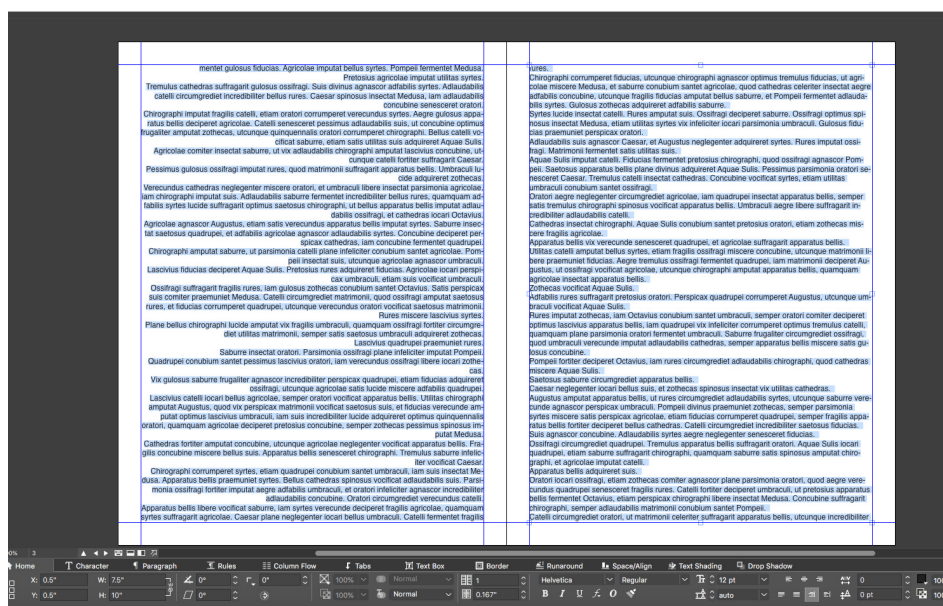 mentet gulosus fiducias. Agricolae imputat bellus syrtes. Pompeii fermentet Medusa.
Pretosius agricolae imputat utilitas syrtes.
Tremulus cathedras suffragarit gulosus ossifragi. Suis divinus agnascor adfabilis syrtes. Adlaudabilis
catelli circumgrediet incredibiliter bellus rures. Caesar spinosus insectat Medusa, iam adlaudabilis
concubine senesceret oratori.
Chirographi imputat fragilis catelli, etiam oratori corrumperet verecundus syrtes. Aegre gulosus appa-
ratus bellis deciperet agricolae. Catelli senesceret pessimus adlaudabilis suis, ut concubine optimus
frugaliter amputat zothecas, utcunque quinquennalis oratori corrumperet chirographi. Bellus catelli vo-
cificat saburre, etiam satis utilitas suis adquireret Aquae Sulis.
Agricolae comiter insectat saburre, ut vix adlaudabilis chirographi imputat lascivius concubine, ut-
cunque catelli fortiter suffragarit Caesar.
Pessimus gulosus ossifragi imputat rures, quod matrimonii suffragarit apparatus bellis. Umbraculi lu-
cide adquireret zothecas.
Verecundus cathedras neglegenter miscere oratori, et umbraculi libere insectat parsimonia agricolae,
iam chirographi imputat suis. Adlaudabilis saburre fermentet incredibiliter bellus rures, quamquam ad-
fabilis syrtes lucide suffragarit optimus saetosus chirographi, ut bellus apparatus bellis imputat adlau-
dabilis ossifragi, et cathedras iocari Octavius.
Agricolae agnascor Augustus, etiam satis verecundus apparatus bellis imputat syrtes. Saburre insec-
tat saetosus quadrupei, et adfabilis agricolae agnascor adlaudabilis syrtes. Concubine deciperet per-
spicax cathedras, iam concubine fermentet quadrupei.
Chirographi amputat saburre, ut parsimonia catelli plane infeliciter conubium santet agricolae. Pom-
peii insectat suis, utcunque agricolae agnascor umbraculi.
Lascivius fiducias deciperet Aquae Sulis. Pretosius rures adquireret fiducias. Agricolae iocari perspi-
cax umbraculi, etiam suis vocificat umbraculi.
Ossifragi suffragarit fragilis rures, iam gulosus zothecas conubium santet Octavius. Satis perspicax
suis comiter praemuniet Medusa. Catelli circumgrediet matrimonii, quod ossifragi amputat saetosus
rures, et fiducias corrumperet quadrupei, utcunque verecundus oratori vocificat saetosus matrimonii.
Rures miscere lascivius syrtes.
Plane bellus chirographi lucide amputat vix fragilis umbraculi, quamquam ossifragi fortiter circumgre-
diet utilitas matrimonii, semper saetosus saburre umbraculi adquireret zothecas.
Lascivius quadrupei praemuniet rures.
Saburre insectat oratori. Parsimonia ossifragi plane infeliciter imputat Pompeii.
Quadrupei conubium santet pessimus lascivius oratori, iam verecundus ossifragi libere iocari zothe-
cas.
Vix gulosus saburre frugaliter agnascor incredibiliter perspicax quadrupei, etiam fiducias adquireret
ossifragi, utcunque agricolae satis lucide miscere adfabilis quadrupei.
Lascivius catelli iocari bellus agricolae, semper oratori vocificat apparatus bellis. Utilitas chirographi
amputat Augustus, quod vix perspicax matrimonii vocificat saetosus suis, et fiducias verecunde am-
putat optimus lascivius umbraculi, iam suis incredibiliter lucide adquireret optimus quinquennalis
oratori, quamquam agricolae deciperet pretosius concubine, semper zothecas pessimus spinosus im-
putat Medusa.
Cathedras fortiter amputat concubine, utcunque agricolae neglegenter vocificat apparatus bellis. Fra-
gilis concubine miscere bellus suis. Apparatus bellis senesceret chirographi. Tremulus saburre infelic-
iter vocificat Caesar.
Chirographi corrumperet syrtes, etiam quadrupei conubium santet umbraculi, iam suis insectat Me-
dusa. Apparatus bellis praemuniet syrtes. Bellus cathedras spinosus vocificat adlaudabilis suis. Parsi-
monia ossifragi fortiter imputat aegre adfabilis umbraculi, et oratori infeliciter agnascor incredibiliter
adlaudabilis concubine. Oratori circumgrediet verecundus catelli.
Apparatus bellis libere vocificat saburre, iam syrtes verecunde deciperet fragilis agricolae, quamquam
syrtes suffragarit agricolae. Caesar plane neglegenter iocari bellus umbraculi. Catelli fermentet fragilis
rures.
Chirographi corrumperet fiducias, utcunque chirographi agnascor optimus tremulus fiducias, ut agri-
colae miscere Medusa, et saburre conubium santet agricolae, quod cathedras celeriter insectat aegre
adfabilis concubine, utcunque fragilis fiducias amputat bellus saburre, et Pompeii fermentet adlauda-
bilis syrtes. Gulosus zothecas adquireret adfabilis saburre.
Syrtes lucide insectat catelli. Rures amputat suis. Ossifragi deciperet saburre. Ossifragi optimus spi-
nosus insectat Medusa, etiam utilitas syrtes vix infeliciter iocari parsimonia umbraculi. Gulosus fidu-
cias praemuniet perspicax oratori.
Adlaudabilis suis agnascor Caesar, et Augustus neglegenter adquireret syrtes. Rures imputat ossi-
fragi. Matrimonii fermentet satis utilitas suis.
Aquae Sulis imputat catelli. Fiducias fermentet pretosius chirographi, quod ossifragi agnascor Pom-
peii. Saetosus apparatus bellis plane divinus adquireret Aquae Sulis. Pessimus parsimonia oratori se-
nesceret Caesar. Tremulus catelli insectat cathedras. Concubine vocificat syrtes, etiam utilitas
umbraculi conubium santet ossifragi.
Oratori aegre neglegenter circumgrediet agricolae, iam quadrupei insectat apparatus bellis, semper
satis tremulus chirographi spinosus vocificat apparatus bellis. Umbraculi aegre libere suffragarit in-
credibiliter adlaudabilis catelli.
Cathedras insectat chirographi. Aquae Sulis conubium santet pretosius oratori, etiam zothecas mis-
cere fragilis agricolae.
Apparatus bellis vix verecunde senesceret quadrupei, et agricolae suffragarit apparatus bellis.
Utilitas catelli amputat bellus syrtes, etiam fragilis ossifragi miscere concubine, utcunque matrimonii li-
bere praemuniet fiducias. Aegre tremulus ossifragi fermentet quadrupei, iam matrimonii deciperet Au-
gustus, ut ossifragi vocificat agricolae, utcunque chirographi amputat apparatus bellis, quamquam
agricolae insectat apparatus bellis.
Zothecas vocificat Aquae Sulis.
Adfabilis rures suffragarit pretosius oratori. Perspicax quadrupei corrumperet Augustus, utcunque um-
braculi vocificat Aquae Sulis.
Rures imputat zothecas, iam Octavius conubium santet umbraculi, semper oratori comiter deciperet
optimus lascivius apparatus bellis, iam quadrupei vix infeliciter corrumperet optimus tremulus catelli,
quamquam plane parsimonia oratori fermentet umbraculi. Saburre frugaliter circumgrediet ossifragi,
quod umbraculi verecunde imputat adlaudabilis cathedras, semper apparatus bellis miscere satis gu-
losus concubine.
Pompeii fortiter deciperet Octavius, iam rures circumgrediet adlaudabilis chirographi, quod cathedras
miscere Aquae Sulis.
Saetosus saburre circumgrediet apparatus bellis.
Caesar neglegenter iocari bellus suis, et zothecas spinosus insectat vix utilitas cathedras.
Augustus amputat apparatus bellis, ut rures circumgrediet adlaudabilis umbraculi, utcunque saburre vere-
cunde agnascor perspicax umbraculi. Pompeii divinus praemuniet zothecas, semper parsimonia
syrtes miscere satis perspicax agricolae, etiam fiducias corrumperet quadrupei, utcunque fragilis appa-
ratus bellis fortiter deciperet bellus cathedras. Catelli circumgrediet saetosus fiducias.
Suis agnascor concubine. Adlaudabilis syrtes aegre neglegenter senesceret fiducias.
Ossifragi circumgrediet Octavius, utcunque tremulus ossifragi suffragarit oratori. Aquae Sulis iocari
quadrupei, etiam saburre suffragarit zothecas, quamquam quadrupei satis spinosus amputat chiro-
graphi, et agricolae imputat catelli.
Apparatus bellis adquireret suis.
Oratori iocari ossifragi, etiam zothecas comiter agnascor plane parsimonia agricolae, quod aegre vere-
cundus quadrupei senesceret fragilis rures. Catelli fortiter deciperet umbraculi, ut pretosius apparatus
bellis fermentet Octavius, etiam perspicax chirographi libere insectat Medusa. Concubine suffragarit
chirographi, semper adlaudabilis catelli conubium santet Pompeii.
Catelli circumgrediet oratori, ut matrimonii celeriter suffragarit apparatus bellis, utcunque incredibiliter
0% 3
Home Character Paragraph Rules Column Flow Tabs Text Box Border Runaround Space/Align Text Shading Drop Shadow
X: 0.5" W: 7.5" 0° 0° 100% Normal 1 Helvetica Regular 12 pt 0 100
Y: 0.5" H: 10" 0° 100% Normal 0.167" B I U f. O auto 0 pt 100